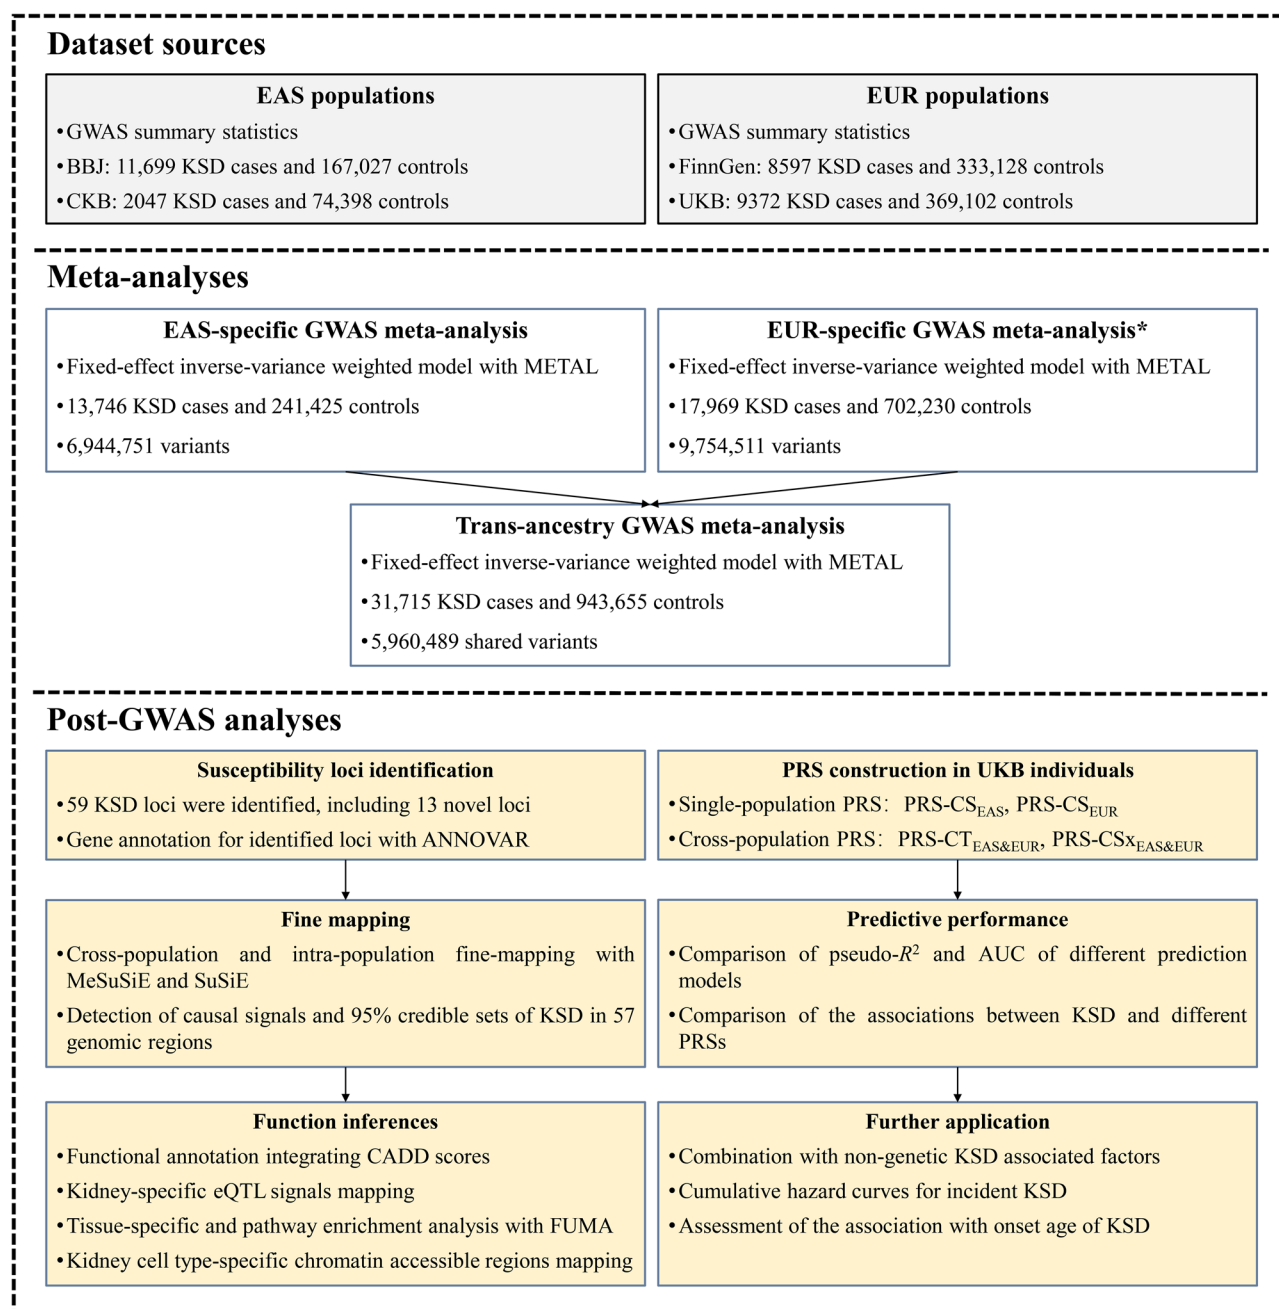 Dataset sources
EAS populations
•GWAS summary statistics
•BBJ: 11,699 KSD cases and 167,027 controls
•CKB: 2047 KSD cases and 74,398 controls
EUR populations
•GWAS summary statistics
•FinnGen: 8597 KSD cases and 333,128 controls
•UKB: 9372 KSD cases and 369,102 controls
Meta-analyses
EAS-specific GWAS meta-analysis
•Fixed-effect inverse-variance weighted model with METAL
•13,746 KSD cases and 241,425 controls
•6,944,751 variants
EUR-specific GWAS meta-analysis*
•Fixed-effect inverse-variance weighted model with METAL
•17,969 KSD cases and 702,230 controls
•9,754,511 variants
Trans-ancestry GWAS meta-analysis
•Fixed-effect inverse-variance weighted model with METAL
•31,715 KSD cases and 943,655 controls
•5,960,489 shared variants
Post-GWAS analyses
Susceptibility loci identification
•59 KSD loci were identified, including 13 novel loci
•Gene annotation for identified loci with ANNOVAR
Fine mapping
•Cross-population and intra-population fine-mapping with
MeSuSiE and SuSiE
•Detection of causal signals and 95% credible sets of KSD in 57
genomic regions
Function inferences
•Functional annotation integrating CADD scores
•Kidney-specific eQTL signals mapping
•Tissue-specific and pathway enrichment analysis with FUMA
•Kidney cell type-specific chromatin accessible regions mapping
PRS construction in UKB individuals
•Single-population PRS: PRS-CS_EAS, PRS-CS_EUR
•Cross-population PRS: PRS-CT_EAS&EUR, PRS-CSx_EAS&EUR
Predictive performance
•Comparison of pseudo-R² and AUC of different prediction
models
•Comparison of the associations between KSD and different
PRSs
Further application
•Combination with non-genetic KSD associated factors
•Cumulative hazard curves for incident KSD
•Assessment of the association with onset age of KSD